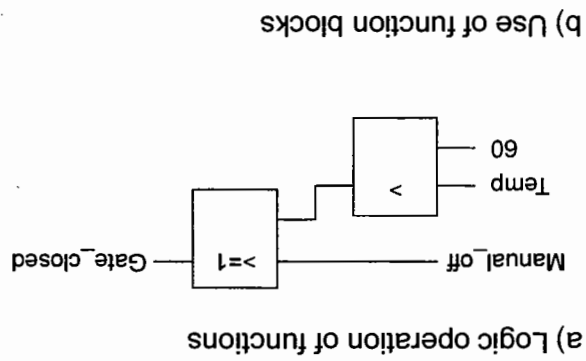 a) Logic operation of functions
Manual_off >=1 Gate_closed
Temp >
60
b) Use of function blocks